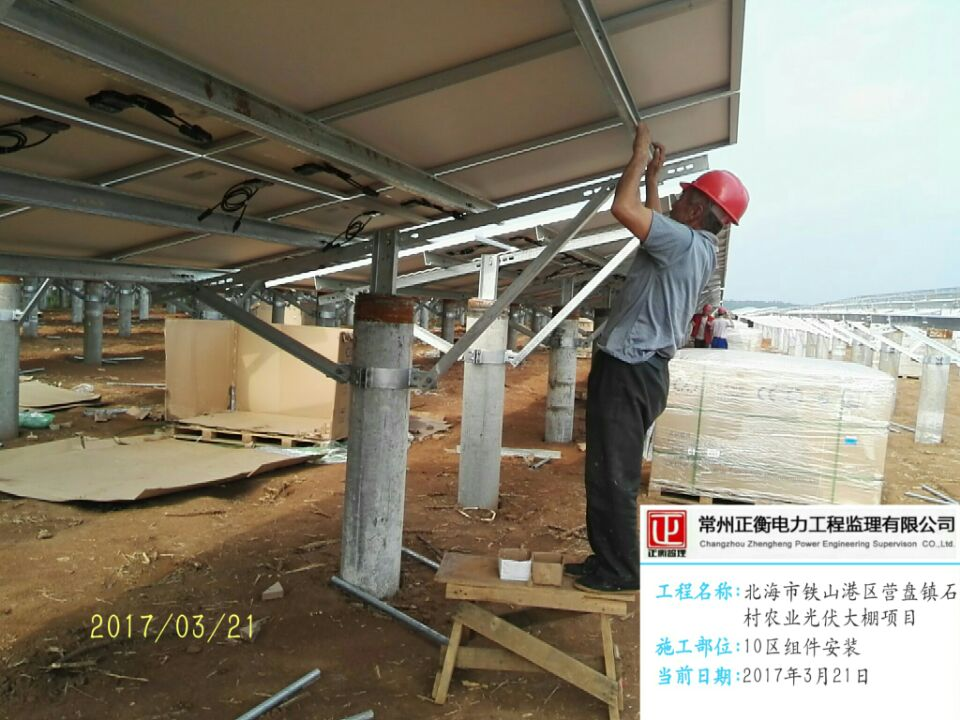 2017/03/21
常州正衡电力工程监理有限公司
Changzhou Zhengheng Power Engineering Supervison CO.,Ltd.
正衡管理
工程名称:北海市铁山港区营盘镇石
村农业光伏大棚项目
施工部位:10区组件安装
当前日期:2017年3月21日